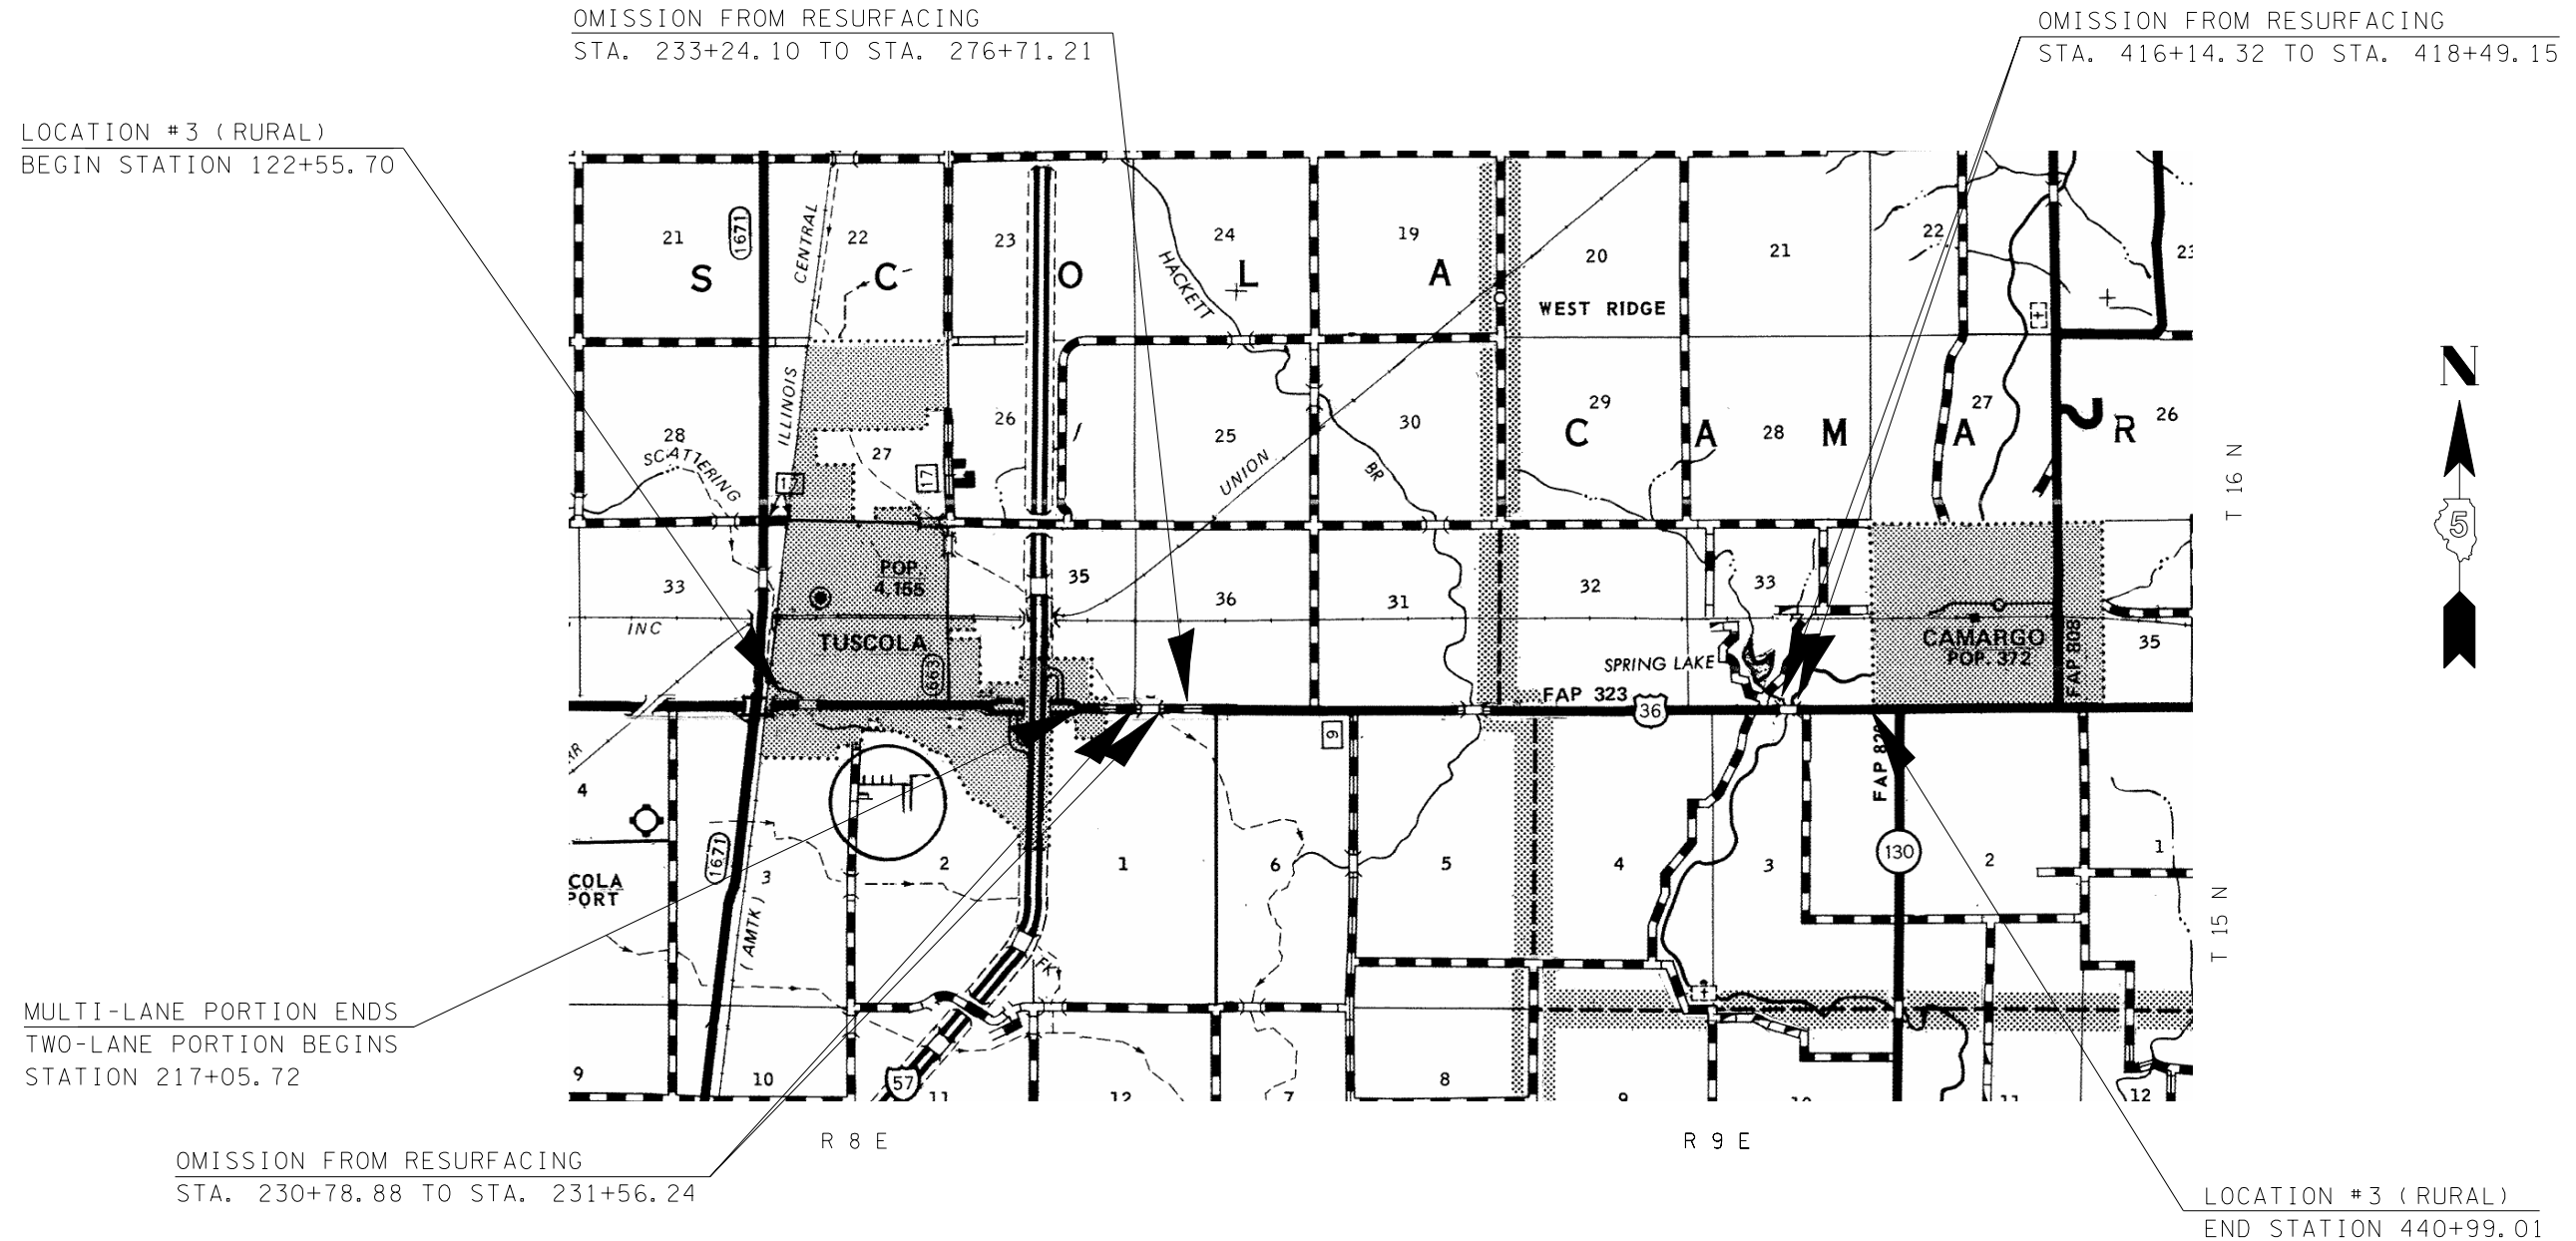 OMISSION FROM RESURFACING
STA. 233+24.10 TO STA. 276+71.21
OMISSION FROM RESURFACING
STA. 416+14.32 TO STA. 418+49.15
LOCATION #3 (RURAL)
BEGIN STATION 122+55.70
21
1671
CENTRAL
22
23
24
19
20
21
22
23
S C O L A
HACKETT
WEST RIDGE
N
28
ILLINOIS
26
25
30
29
27
26
C A M A R
28
SCATTERING
27
17
17
UNION
BR
T 16 N
5
33
POP.
4,155
35
36
31
32
33
INC
TUSCOLA
1663
SPRING LAKE
CAMARGO
POP. 372
FAP 808
35
FAP 323
36
9
4
FAP
130
1671
3
2
1
6
5
4
3
2
1
COLA
PORT
(AMTK)
FK
T 15 N
MULTI-LANE PORTION ENDS
TWO-LANE PORTION BEGINS
STATION 217+05.72
9
10
57
11
12
7
8
9
10
11
12
R 8 E
R 9 E
OMISSION FROM RESURFACING
STA. 230+78.88 TO STA. 231+56.24
LOCATION #3 (RURAL)
END STATION 440+99.01